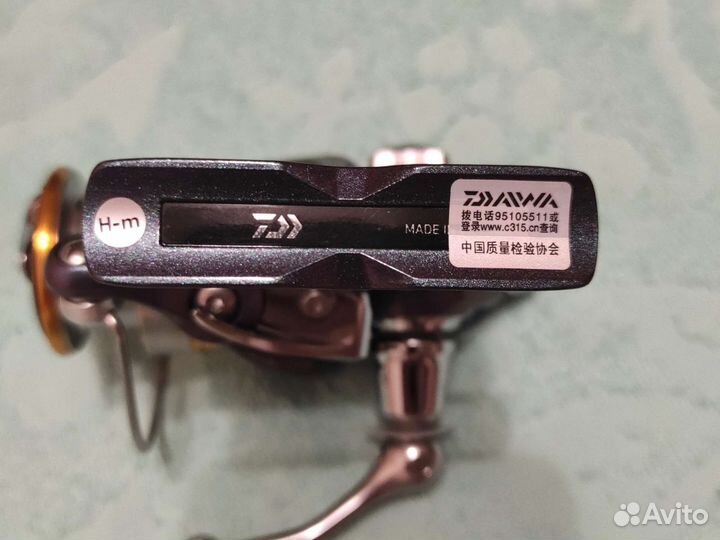 H-m
MADE I
DAIWA
拨电话95105511或
登录www.c315.cn查询
中国质量检验协会
Avito